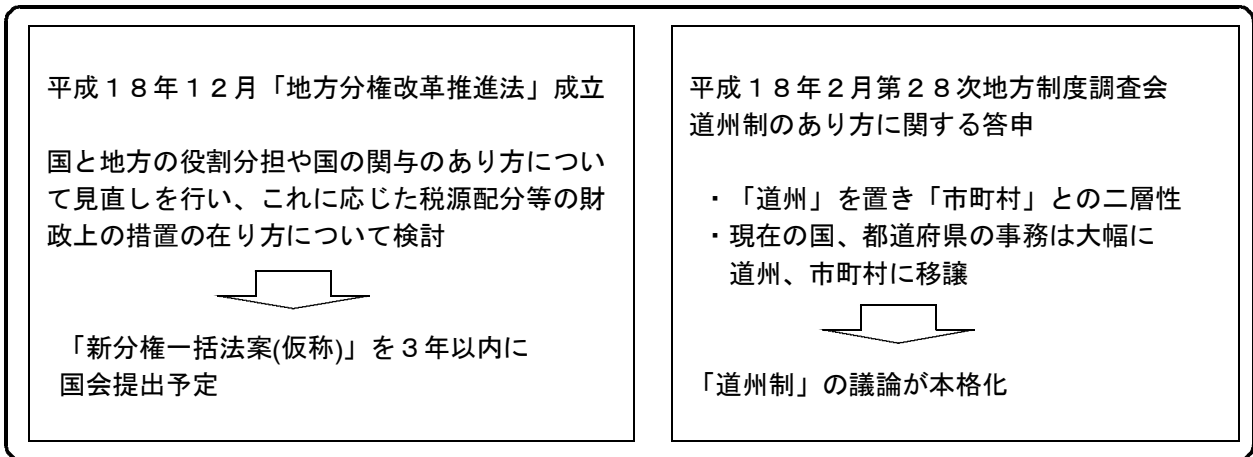 平成１８年１２月「地方分権改革推進法」成立
国と地方の役割分担や国の関与のあり方につい
て見直しを行い、これに応じた税源配分等の財
政上の措置の在り方について検討
「新分権一括法案(仮称)」を３年以内に
国会提出予定
平成１８年２月第２８次地方制度調査会
道州制のあり方に関する答申
・「道州」を置き「市町村」との二層性
・現在の国、都道府県の事務は大幅に
道州、市町村に移譲
「道州制」の議論が本格化